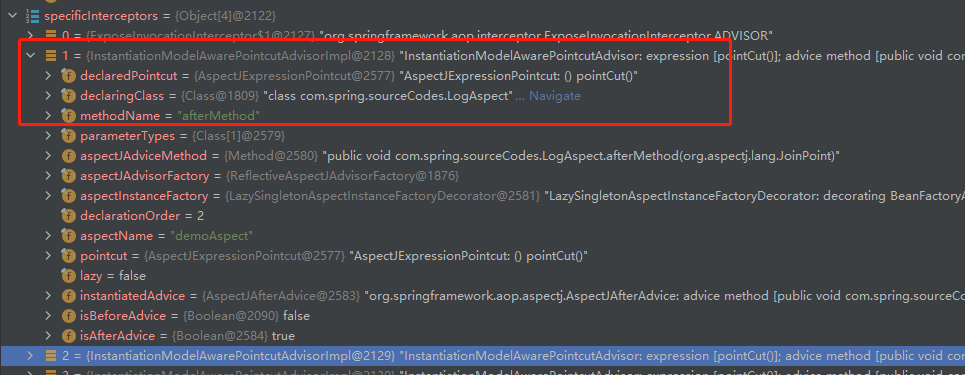 specificInterceptors = {Object[4]@2122}
0 = {ExposeInvocationInterceptor$1@2127} "org.springframework.aop.interceptor.ExposeInvocationInterceptor.ADVISOR"
1 = {InstantiationModelAwarePointcutAdvisorImpl@2128} "InstantiationModelAwarePointcutAdvisor: expression [pointCut()]; advice method [public void con
declaredPointcut = {AspectJExpressionPointcut@2577} "AspectJExpressionPointcut: () pointCut()"
declaringClass = {Class@1809} "class com.spring.sourceCodes.LogAspect"... Navigate
methodName = "afterMethod"
parameterTypes = {Class[1]@2579}
aspectJAdviceMethod = {Method@2580} "public void com.spring.sourceCodes.LogAspect.afterMethod(org.aspectj.lang.JoinPoint)"
aspectJAdvisorFactory = {ReflectiveAspectJAdvisorFactory@1876}
aspectInstanceFactory = {LazySingletonAspectInstanceFactoryDecorator@2581} "LazySingletonAspectInstanceFactoryDecorator: decorating BeanFactoryA
declarationOrder = 2
aspectName = "demoAspect"
pointcut = {AspectJExpressionPointcut@2577} "AspectJExpressionPointcut: () pointCut()"
lazy = false
instantiatedAdvice = {AspectJAfterAdvice@2583} "org.springframework.aop.aspectj.AspectJAfterAdvice: advice method [public void com.spring.sourceCo
isBeforeAdvice = {Boolean@2090} false
isAfterAdvice = {Boolean@2584} true
2 = {InstantiationModelAwarePointcutAdvisorImpl@2129} "InstantiationModelAwarePointcutAdvisor: expression [pointCut()]; advice method [public void con